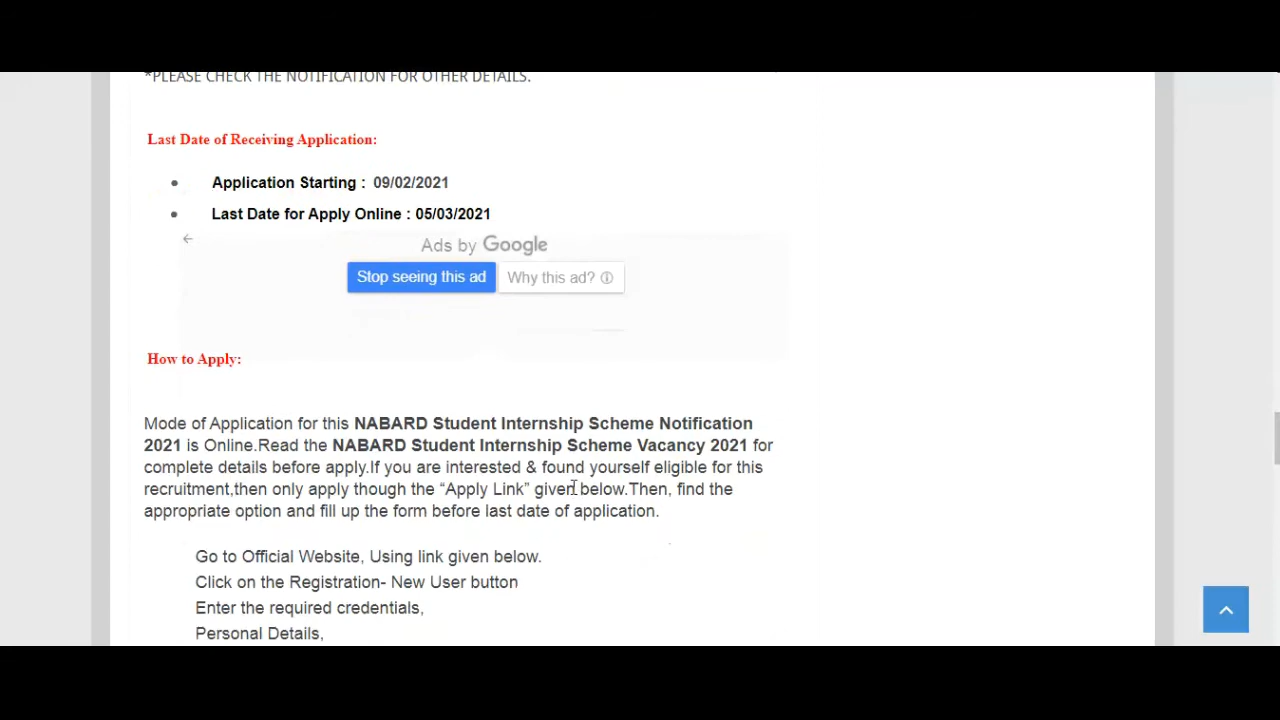 *PLEASE CHECK THE NOTIFICATION FOR OTHER DETAILS.
Last Date of Receiving Application:
Application Starting : 09/02/2021
Last Date for Apply Online : 05/03/2021
Ads by Google
Stop seeing this ad
Why this ad?
How to Apply:
Mode of Application for this NABARD Student Internship Scheme Notification
2021 is Online.Read the NABARD Student Internship Scheme Vacancy 2021 for
complete details before apply.If you are interested & found yourself eligible for this
recruitment,then only apply though the “Apply Link” given below.Then, find the
appropriate option and fill up the form before last date of application.
Go to Official Website, Using link given below.
Click on the Registration- New User button
Enter the required credentials,
Personal Details,